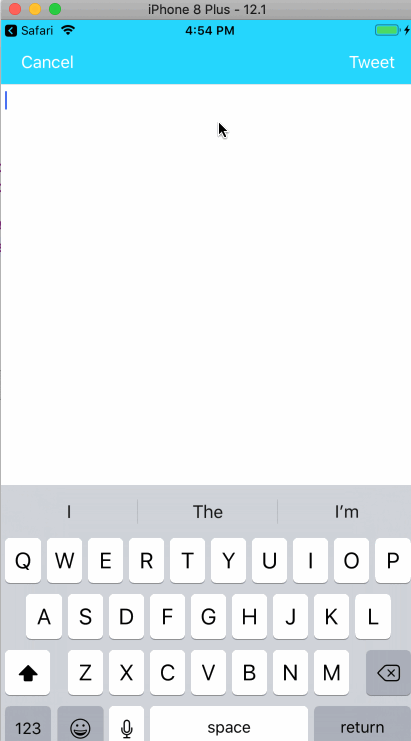 iPhone 8 Plus - 12.1
Safari 4:54 PM
Cancel Tweet
I The I'm
Q W E R T Y U I O P
A S D F G H J K L
Z X C V B N M
123 space return